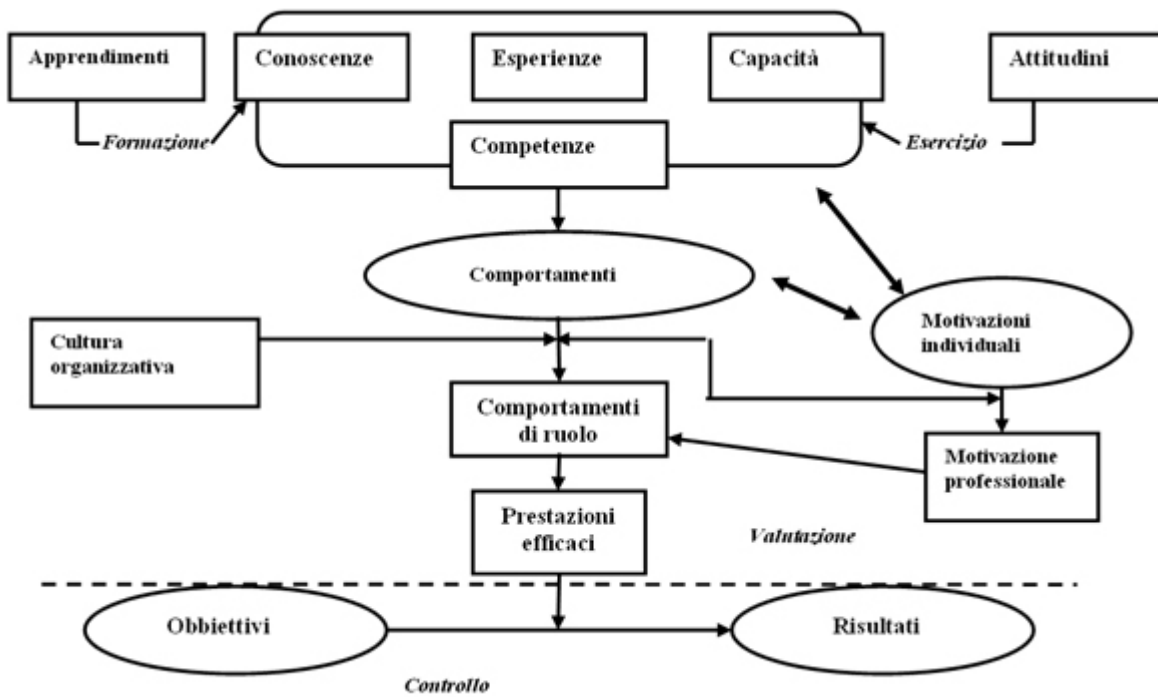 Apprendimenti
Conoscenze
Esperienze
Capacità
Attitudini
Formazione
Esercizio
Competenze
Comportamenti
Motivazioni
individuali
Cultura
organizzativa
Comportamenti
di ruolo
Motivazione
professionale
Prestazioni
efficaci
Valutazione
Obbiettivi
Risultati
Controllo